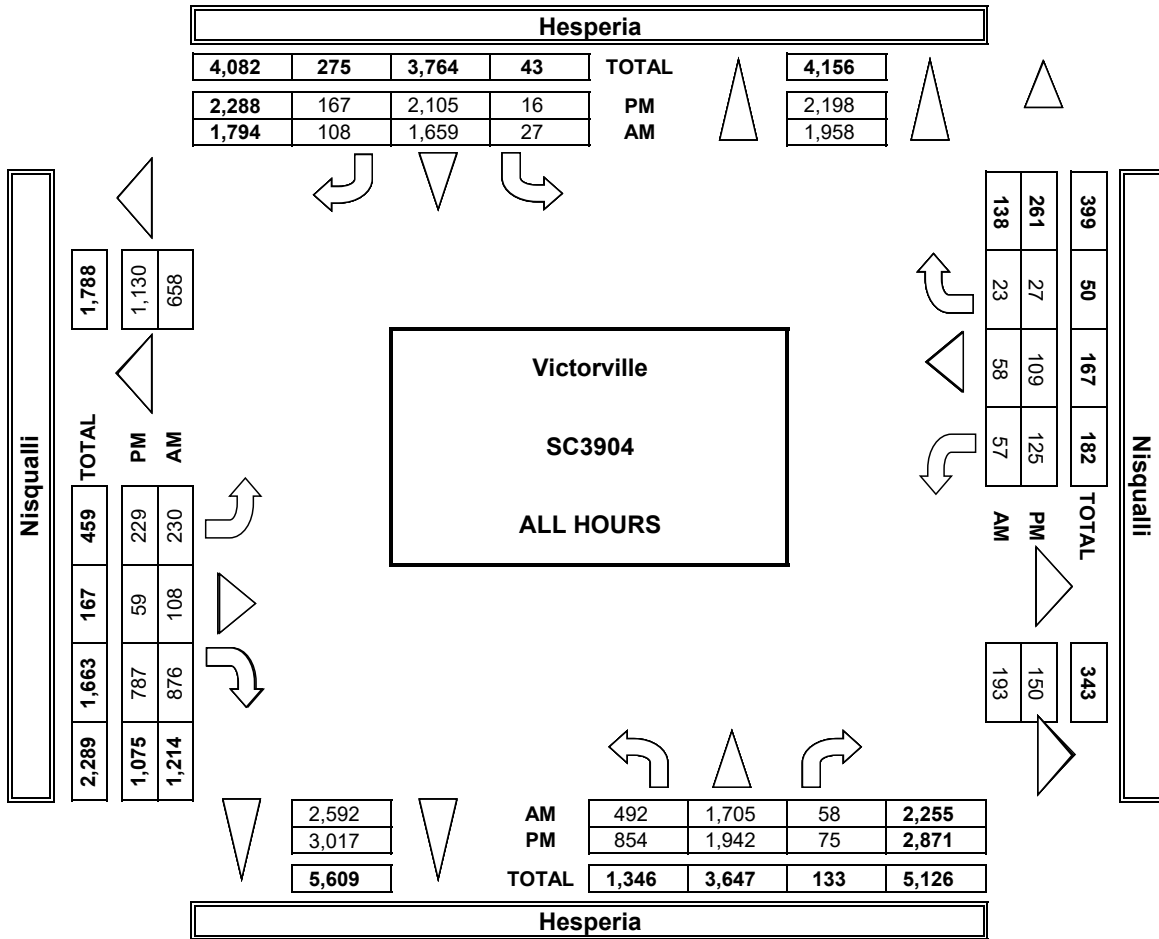 Hesperia
4,082 275 3,764 43 TOTAL 4,156
2,288 167 2,105 16 PM 2,198
1,794 108 1,659 27 AM 1,958
Nisqualli
1,788
1,130
658
TOTAL
PM
AM
459 167 1,663 2,289
229 59 787 1,075
230 108 876 1,214
Victorville
SC3904
ALL HOURS
138 23 58 57 AM 193
261 27 109 125 PM 150
399 50 167 182 TOTAL 343
Nisqualli
2,592 AM 492 1,705 58 2,255
3,017 PM 854 1,942 75 2,871
5,609 TOTAL 1,346 3,647 133 5,126
Hesperia